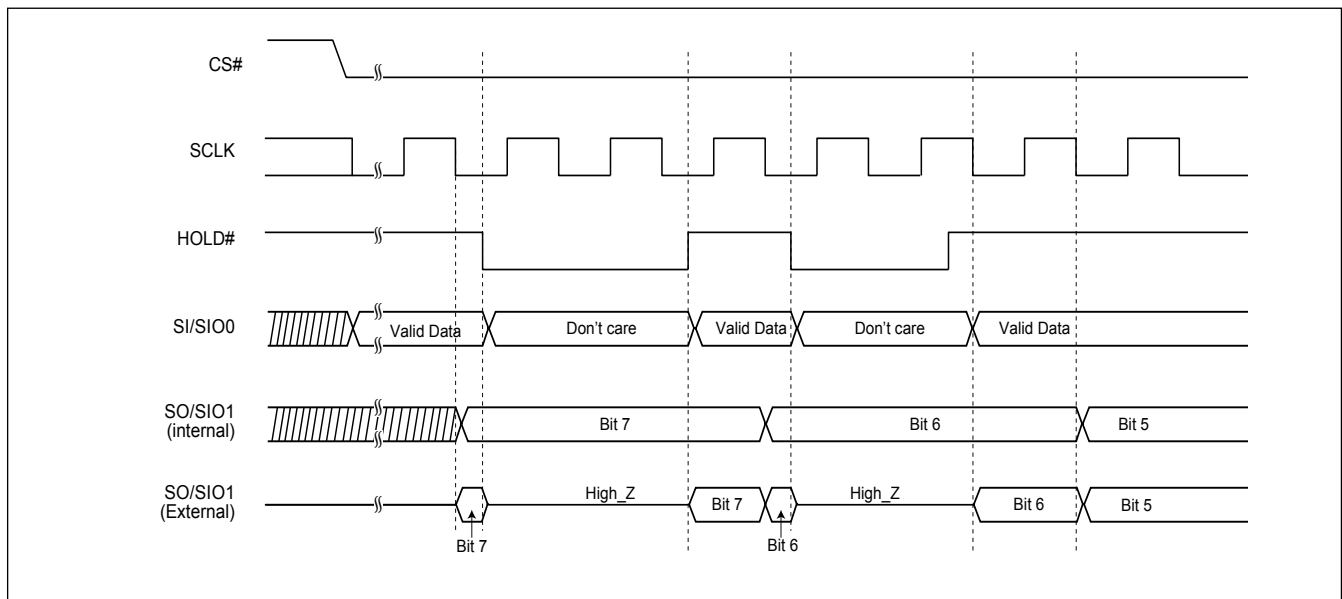 CS#
SCLK
HOLD#
SI/SIO0
Valid Data
Don't care
Valid Data
Don't care
Valid Data
SO/SIO1
(internal)
Bit 7
Bit 6
Bit 5
SO/SIO1
(External)
High_Z
Bit 7
High_Z
Bit 6
Bit 5
Bit 7
Bit 6